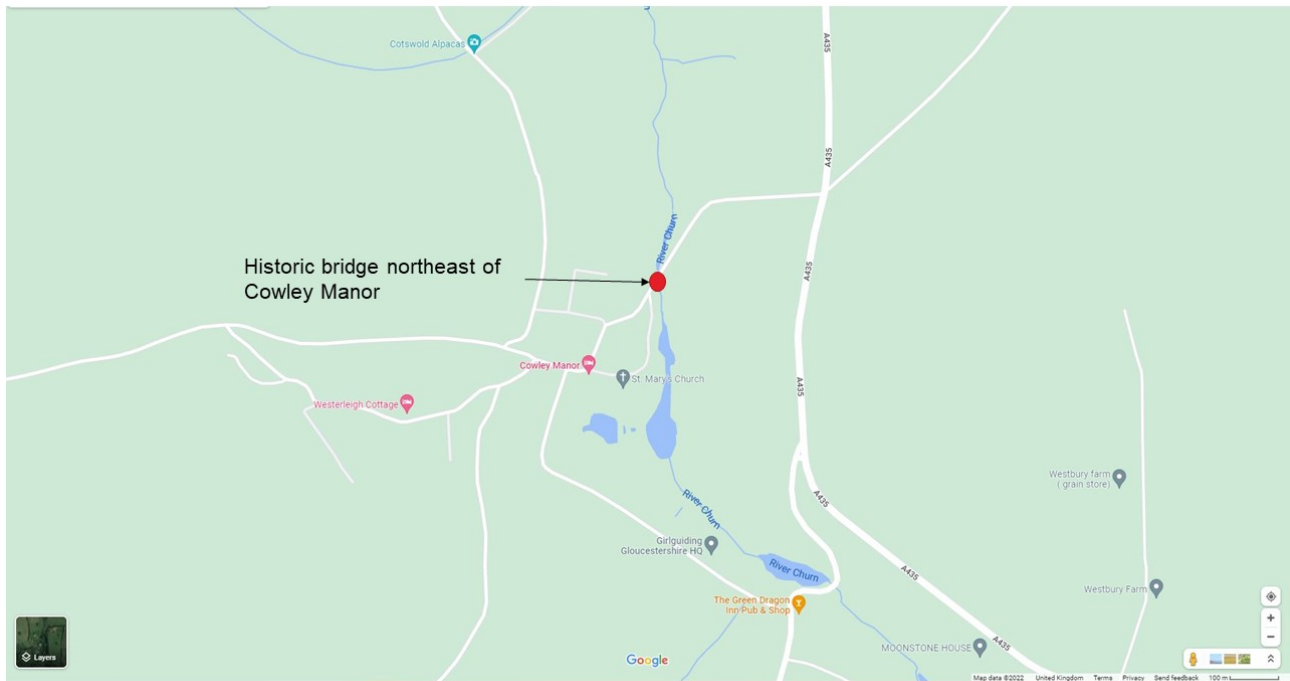 Cotswold Alpacas
A435
A435
River Churn
A435
Historic bridge northeast of
Cowley Manor
Cowley Manor
St. Mary's Church
A435
Westerleigh Cottage
Westbury farm
( grain store)
River Churn
A435
Girlguiding
Gloucestershire HQ
River Churn
A435
Westbury Farm
The Green Dragon
Inn Pub & Shop
MOONSTONE HOUSE
A435
Layers
Google
Map data ©2022 United Kingdom Terms Privacy Send feedback 100 m